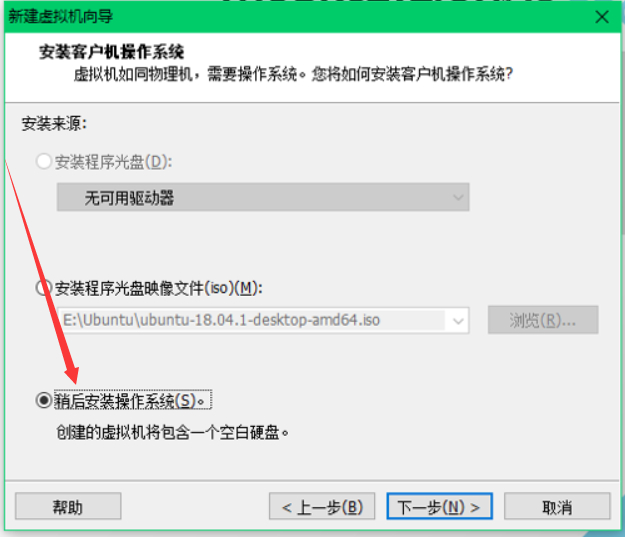 新建虚拟机向导
安装客户机操作系统
虚拟机如同物理机，需要操作系统。您将如何安装客户机操作系统?
安装来源:
安装程序光盘(D):
无可用驱动器
安装程序光盘映像文件(iso)(M):
E:\Ubuntu\ubuntu-18.04.1-desktop-amd64.iso
浏览(R)...
稍后安装操作系统(S)。
创建的虚拟机将包含一个空白硬盘。
帮助
< 上一步(B)
下一步(N) >
取消